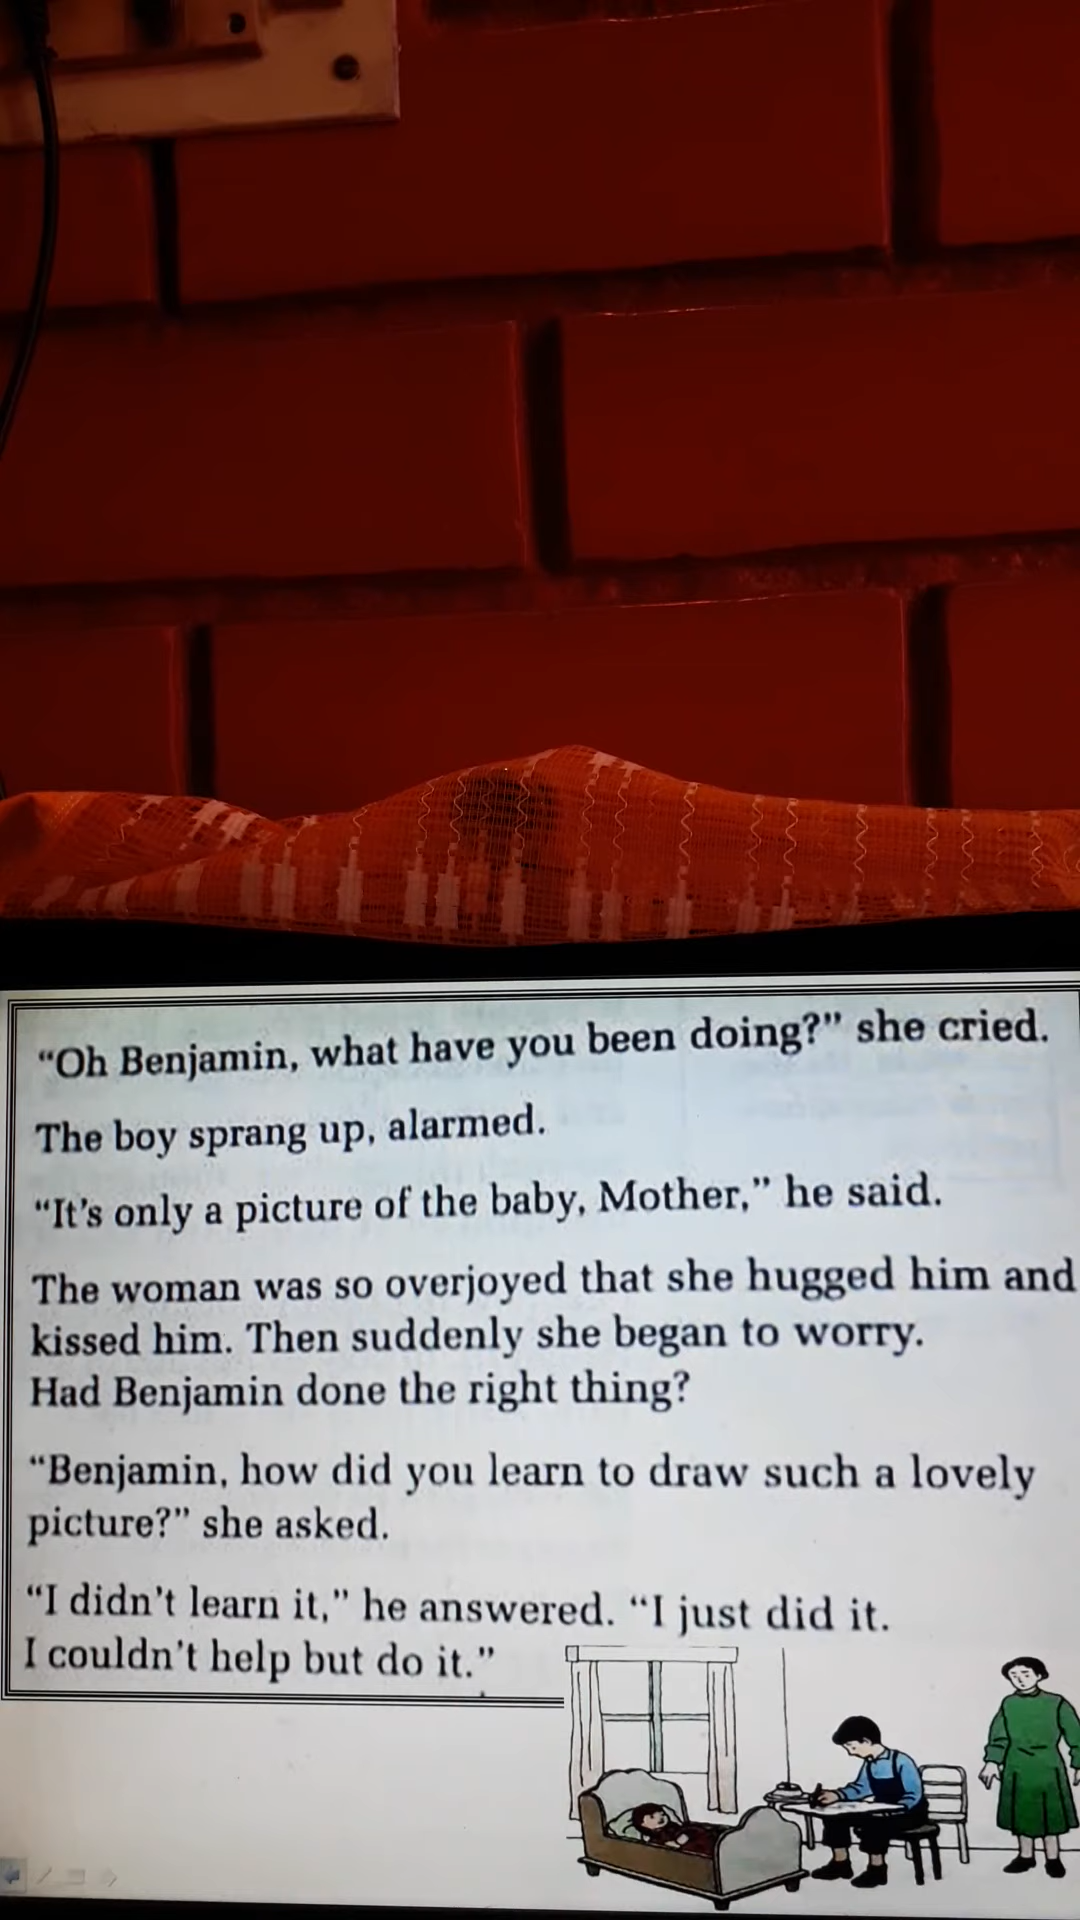 “Oh Benjamin, what have you been doing?” she cried.
The boy sprang up, alarmed.
“It’s only a picture of the baby, Mother,” he said.
The woman was so overjoyed that she hugged him and
kissed him. Then suddenly she began to worry.
Had Benjamin done the right thing?
“Benjamin, how did you learn to draw such a lovely
picture?” she asked.
“I didn’t learn it,” he answered. “I just did it.
I couldn’t help but do it.”